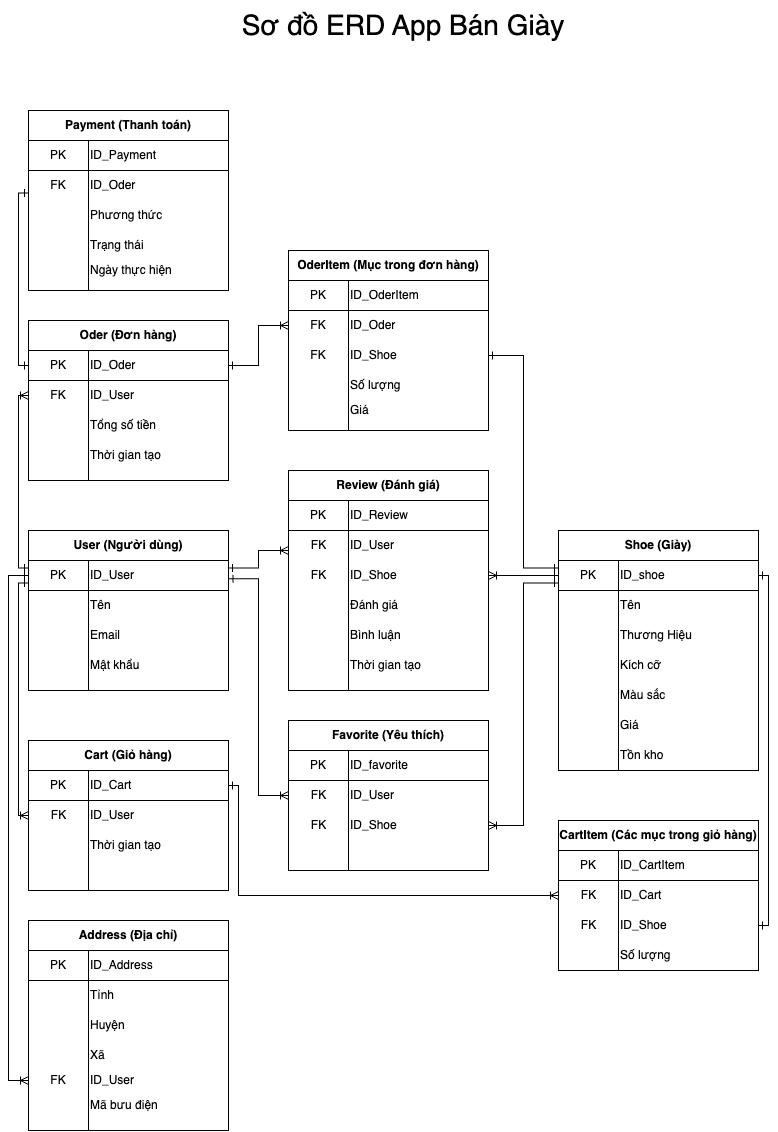 Sơ đồ ERD App Bán Giày
Payment (Thanh toán)
PK ID_Payment
FK ID_Oder
Phương thức
Trạng thái
Ngày thực hiện
Oder (Đơn hàng)
PK ID_Oder
FK ID_User
Tổng số tiền
Thời gian tạo
User (Người dùng)
PK ID_User
Tên
Email
Mật khẩu
Cart (Giỏ hàng)
PK ID_Cart
FK ID_User
Thời gian tạo
Address (Địa chỉ)
PK ID_Address
Tỉnh
Huyện
Xã
FK ID_User
Mã bưu điện
OderItem (Mục trong đơn hàng)
PK ID_OderItem
FK ID_Oder
FK ID_Shoe
Số lượng
Giá
Review (Đánh giá)
PK ID_Review
FK ID_User
FK ID_Shoe
Đánh giá
Bình luận
Thời gian tạo
Favorite (Yêu thích)
PK ID_favorite
FK ID_User
FK ID_Shoe
Shoe (Giày)
PK ID_shoe
Tên
Thương Hiệu
Kích cỡ
Màu sắc
Giá
Tồn kho
CartItem (Các mục trong giỏ hàng)
PK ID_CartItem
FK ID_Cart
FK ID_Shoe
Số lượng